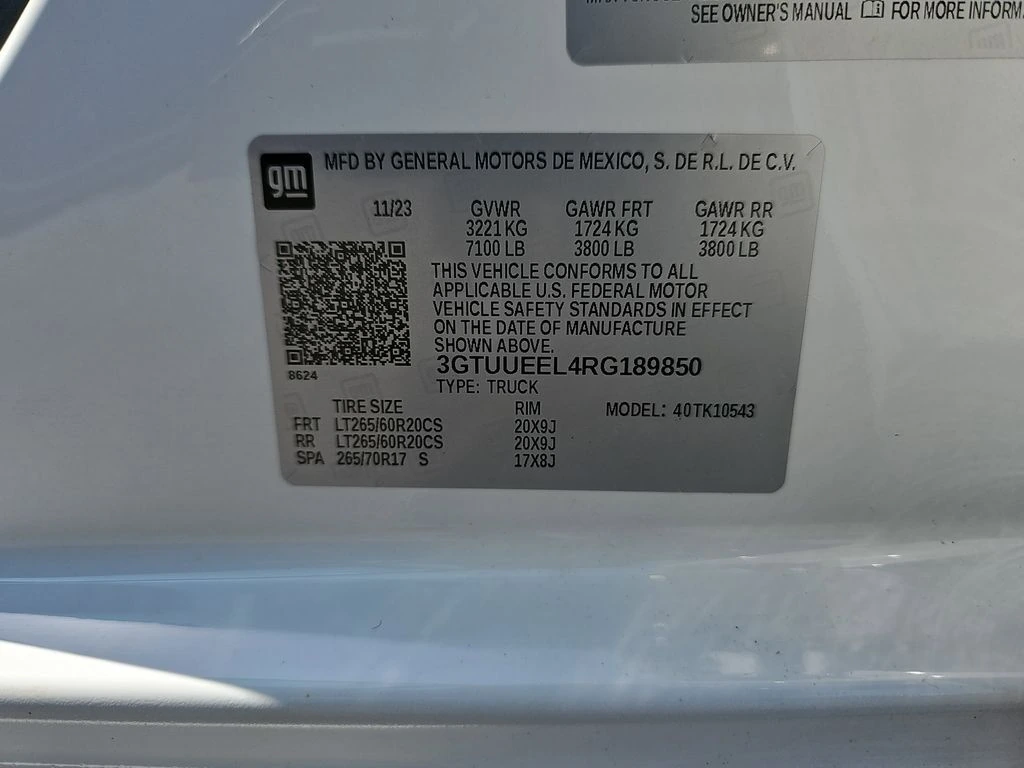 SEE OWNER'S MANUAL FOR MORE INFORM
gm MFD BY GENERAL MOTORS DE MEXICO, S. DE R.L. DE C.V.
11/23 GVWR GAWR FRT GAWR RR
3221 KG 1724 KG 1724 KG
7100 LB 3800 LB 3800 LB
THIS VEHICLE CONFORMS TO ALL
APPLICABLE U.S. FEDERAL MOTOR
VEHICLE SAFETY STANDARDS IN EFFECT
ON THE DATE OF MANUFACTURE
SHOWN ABOVE.
3GTUUEEL4RG189850
8624
TYPE: TRUCK
TIRE SIZE RIM MODEL: 40TK10543
FRT LT265/60R20CS 20X9J
RR LT265/60R20CS 20X9J
SPA 265/70R17 S 17X8J